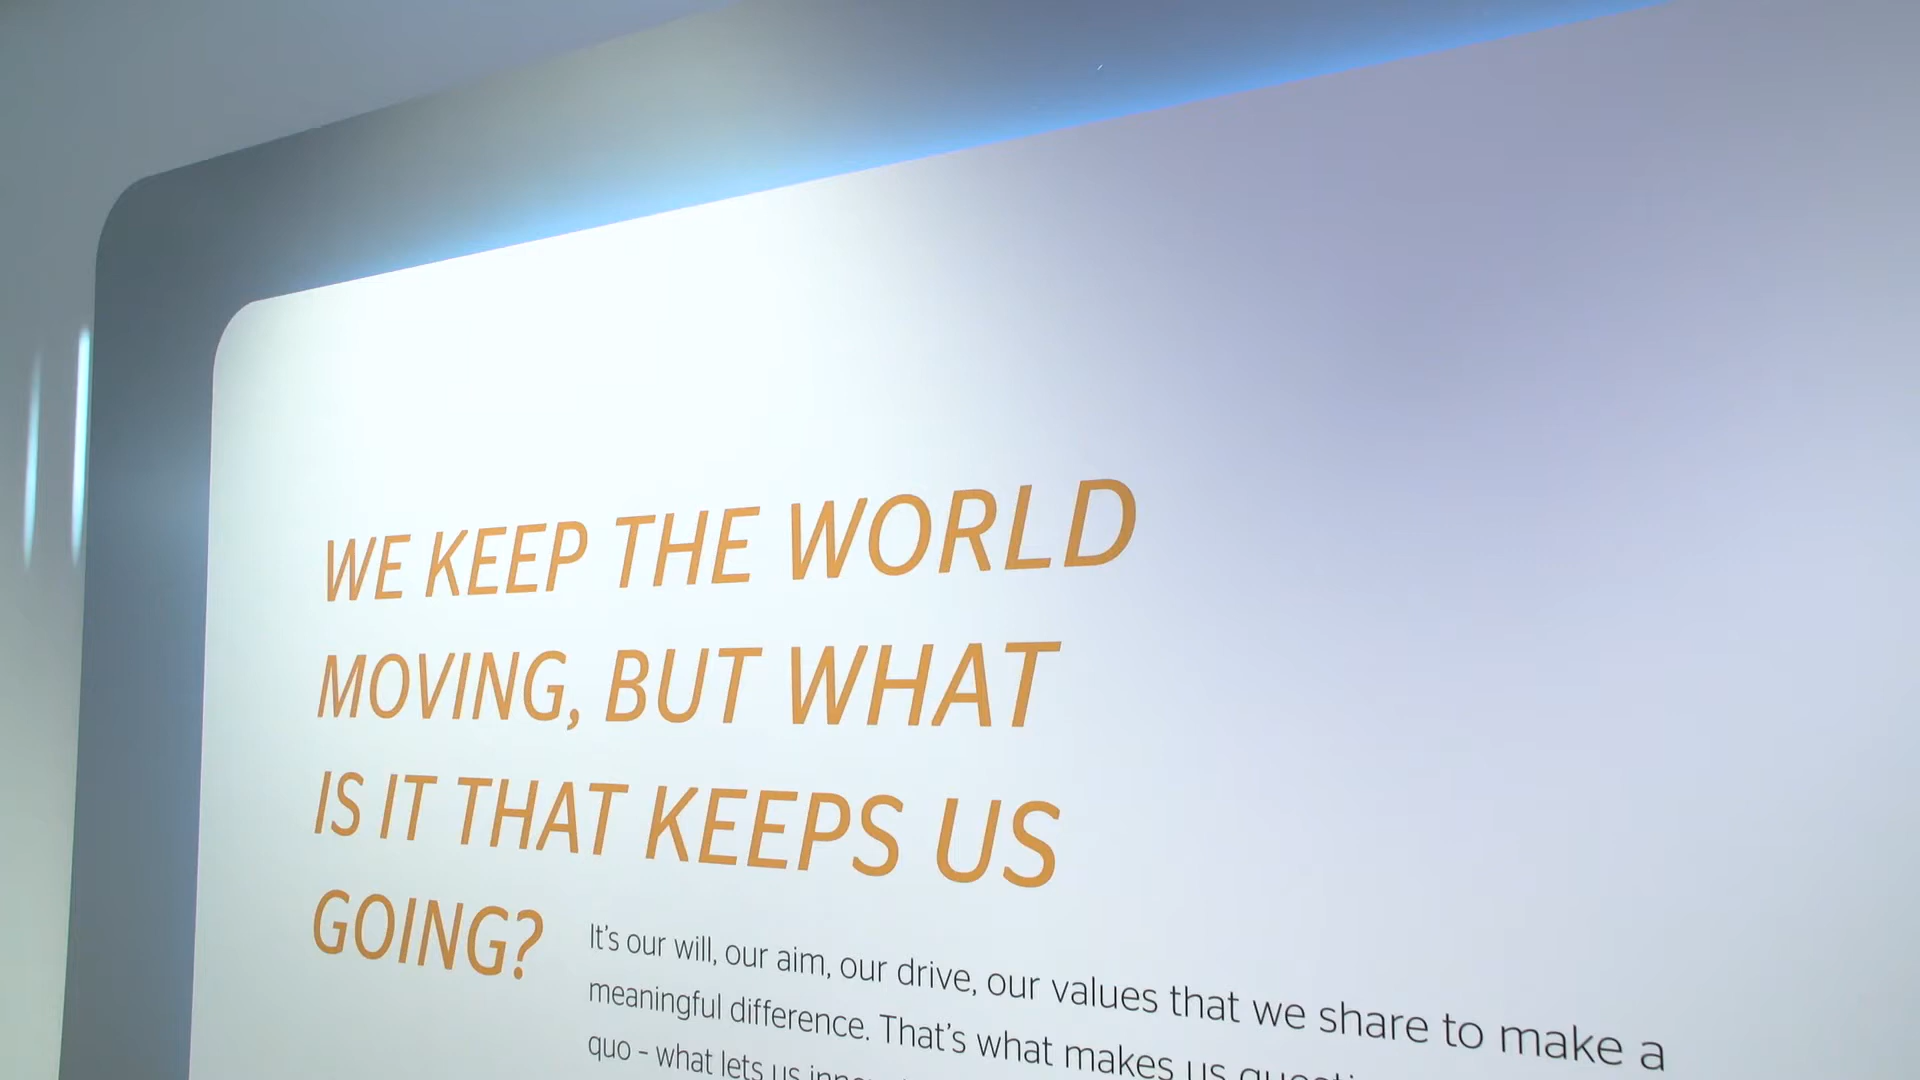 WE KEEP THE WORLD
MOVING, BUT WHAT
IS IT THAT KEEPS US
GOING?
It's our will, our aim, our drive, our values that we share to make a
meaningful difference. That's what makes us
quo - what lets us